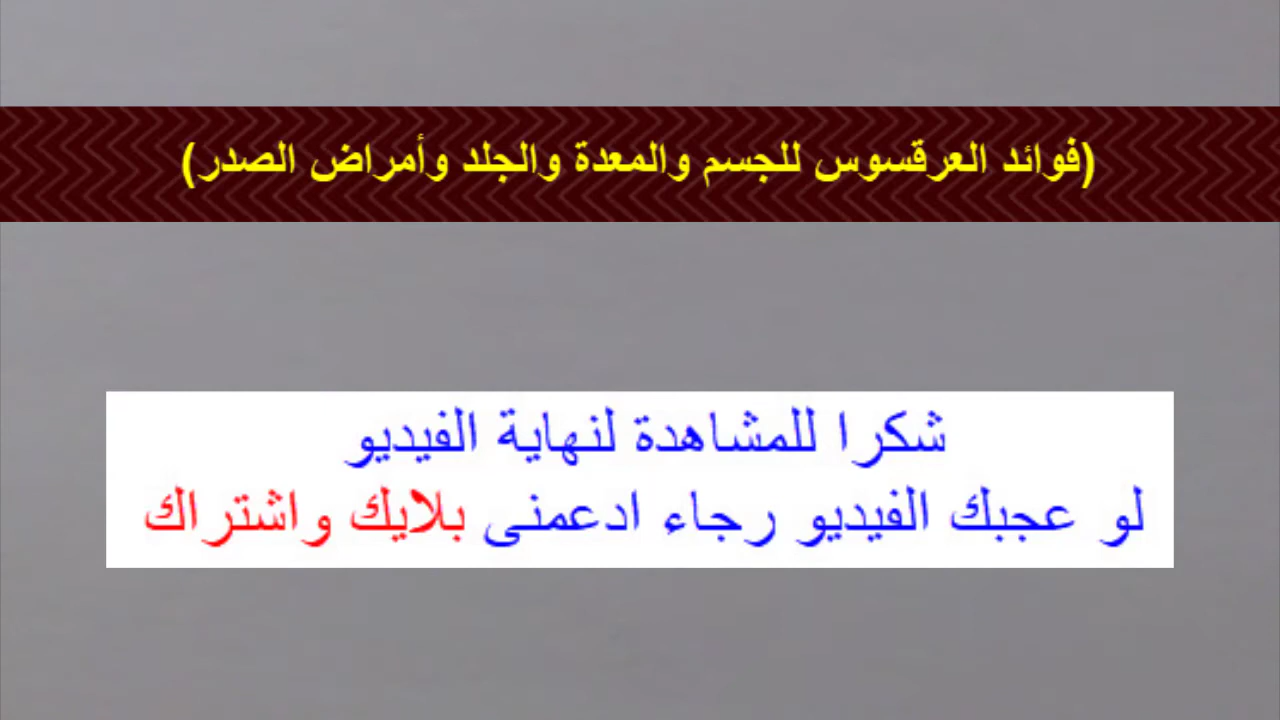 (فوائد العرقسوس للجسم والمعدة والجلد وأمراض الصدر)
شكرا للمشاهدة لنهاية الفيديو
لو عجبك الفيديو رجاء ادعمنى بلايك واشتراك